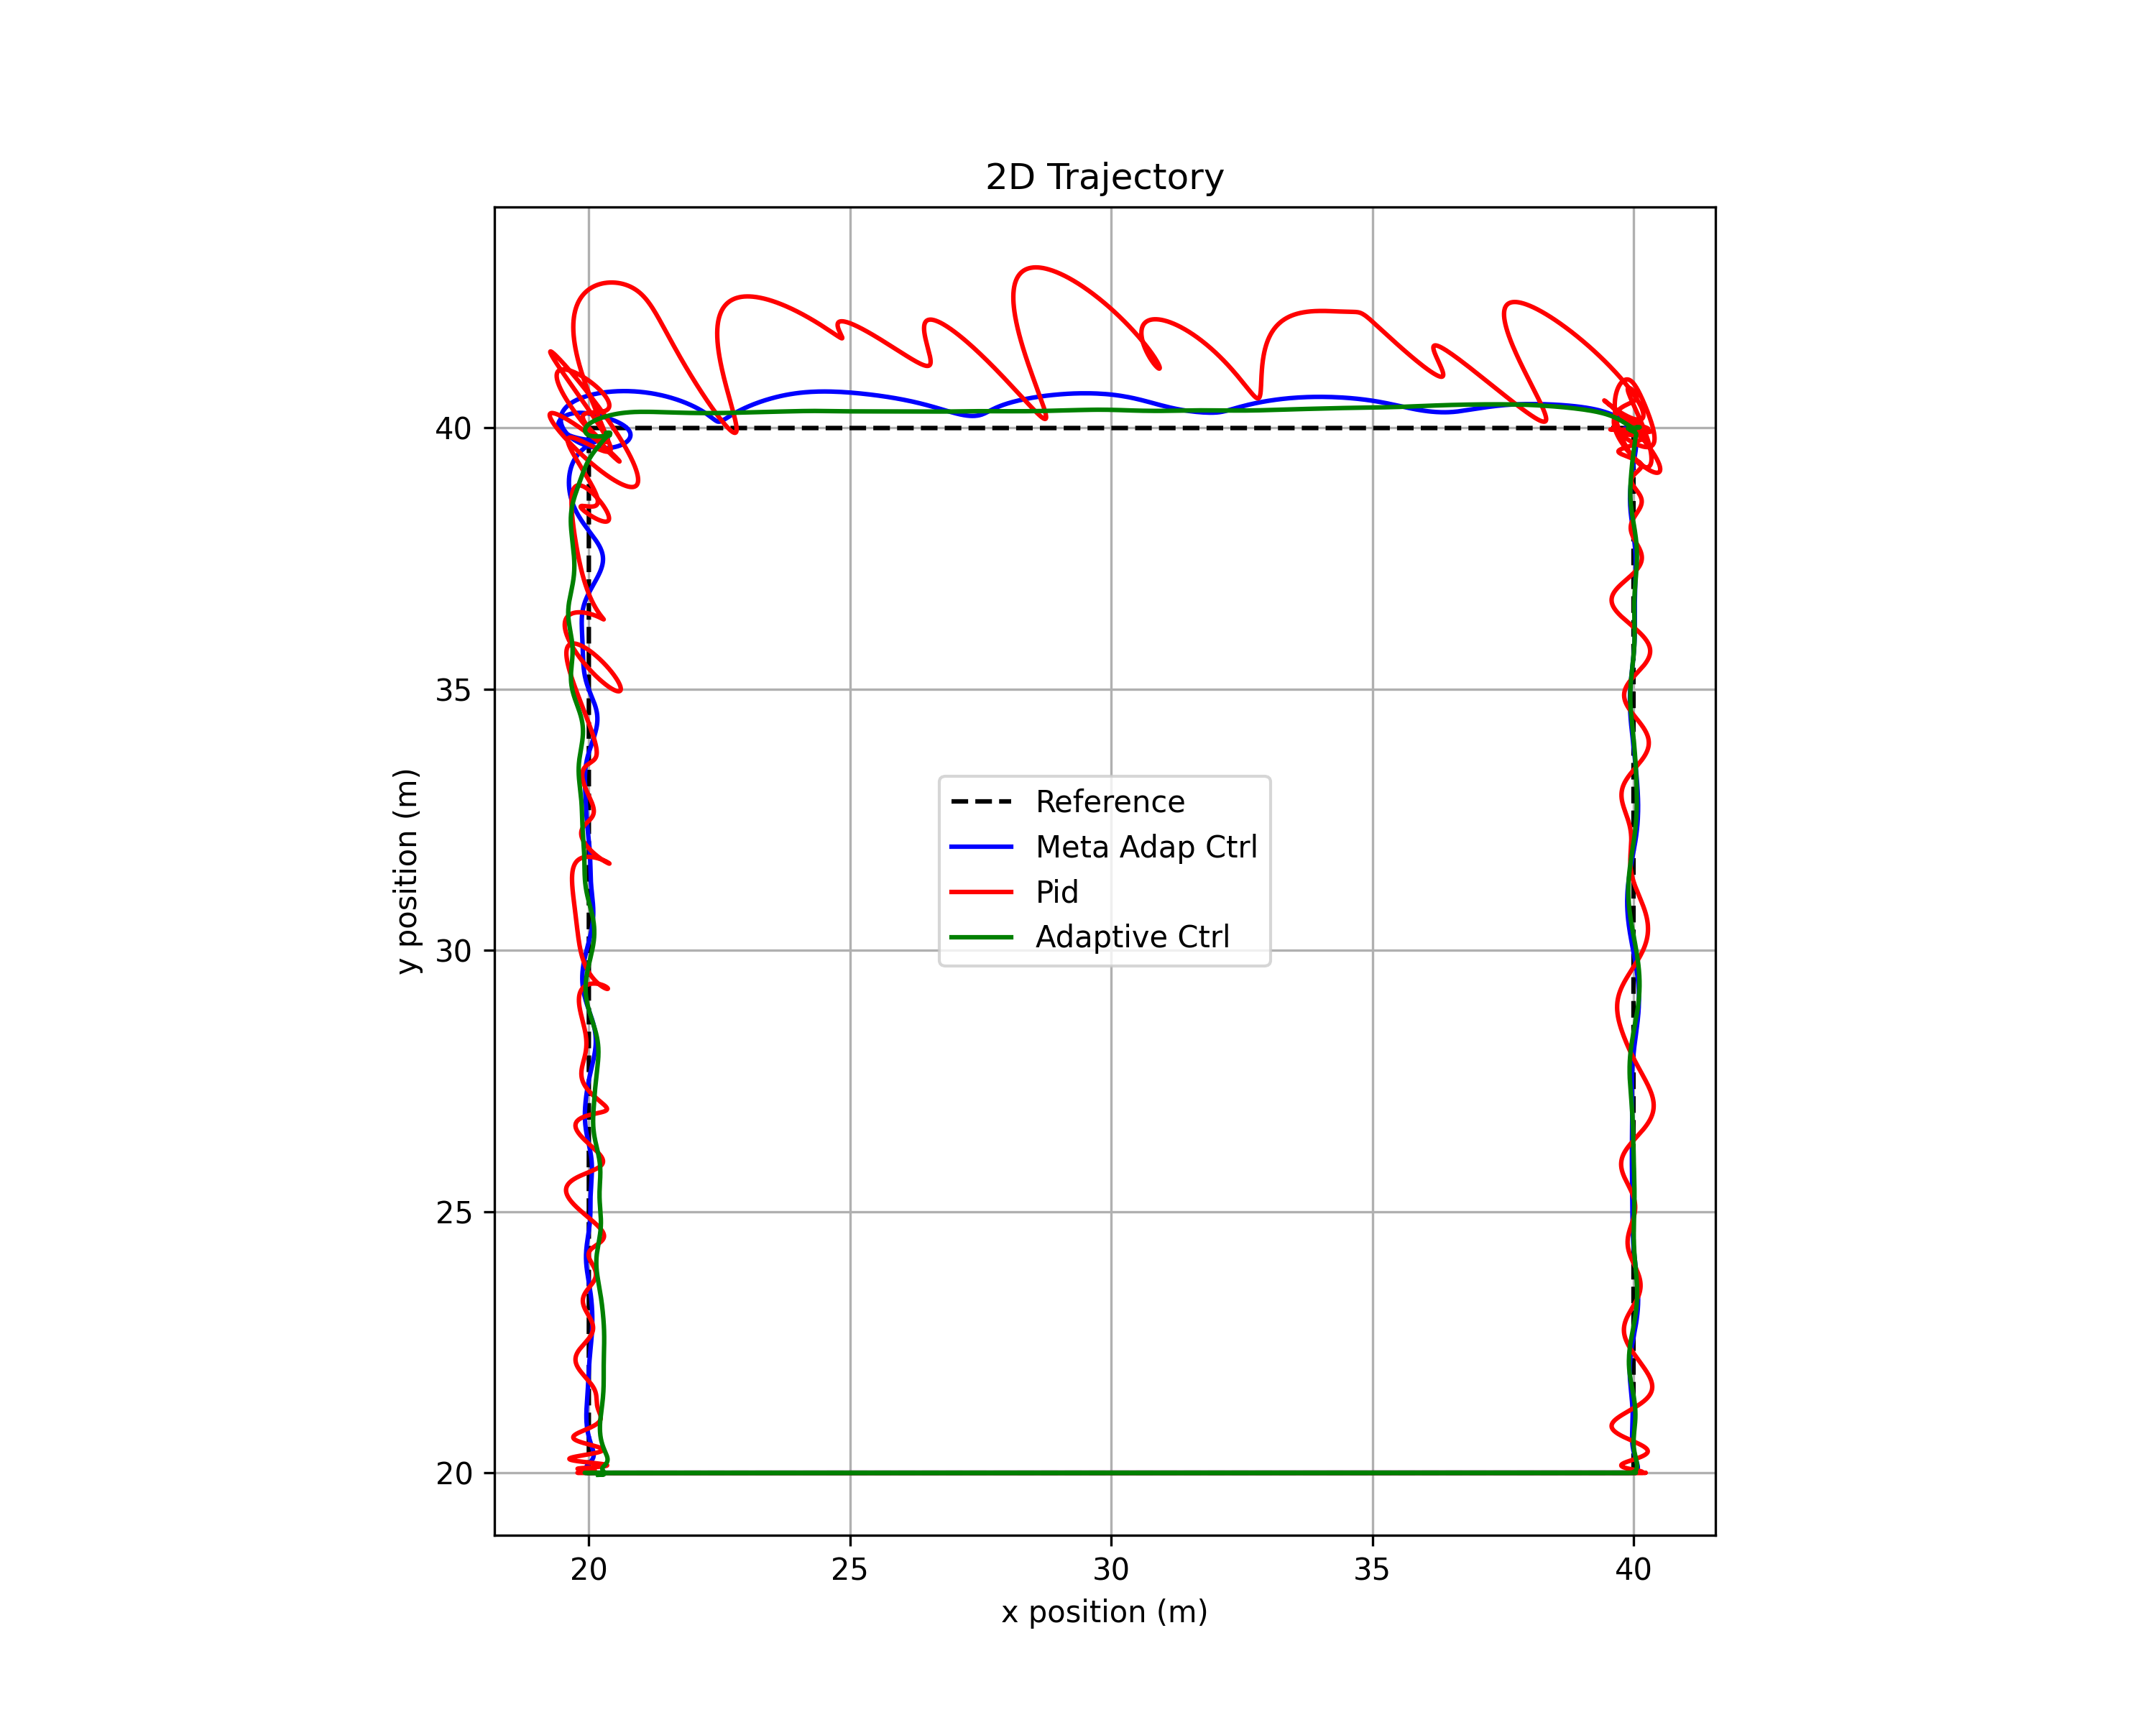 2D Trajectory
y position (m)
40
35
30
25
20
Reference
Meta Adap Ctrl
Pid
Adaptive Ctrl
20 25 30 35 40
x position (m)